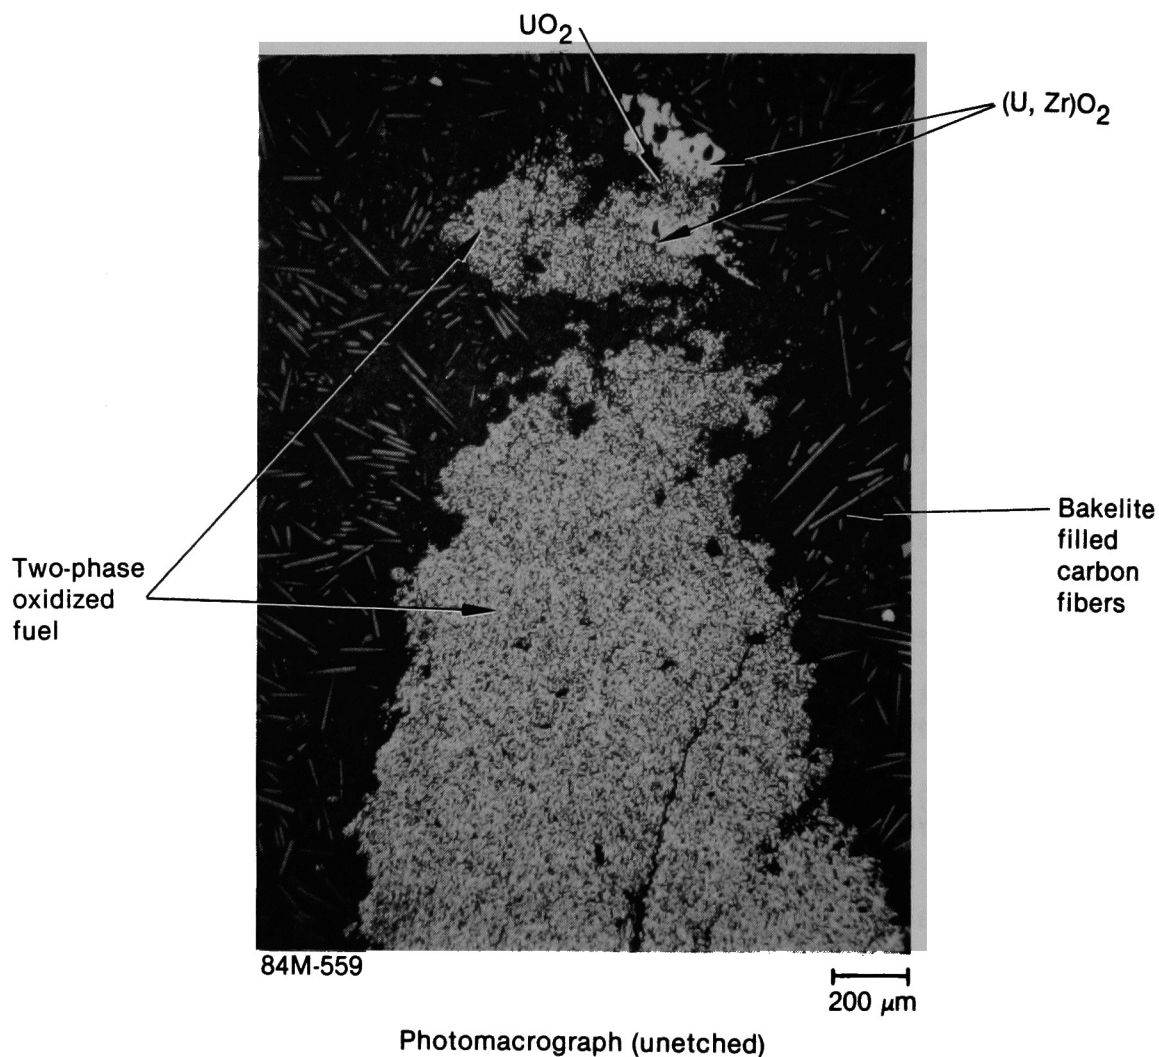 UO2
(U, Zr)O2
Two-phase
oxidized
fuel
Bakelite
filled
carbon
fibers
84M-559
200 μm
Photomacrograph (unetched)